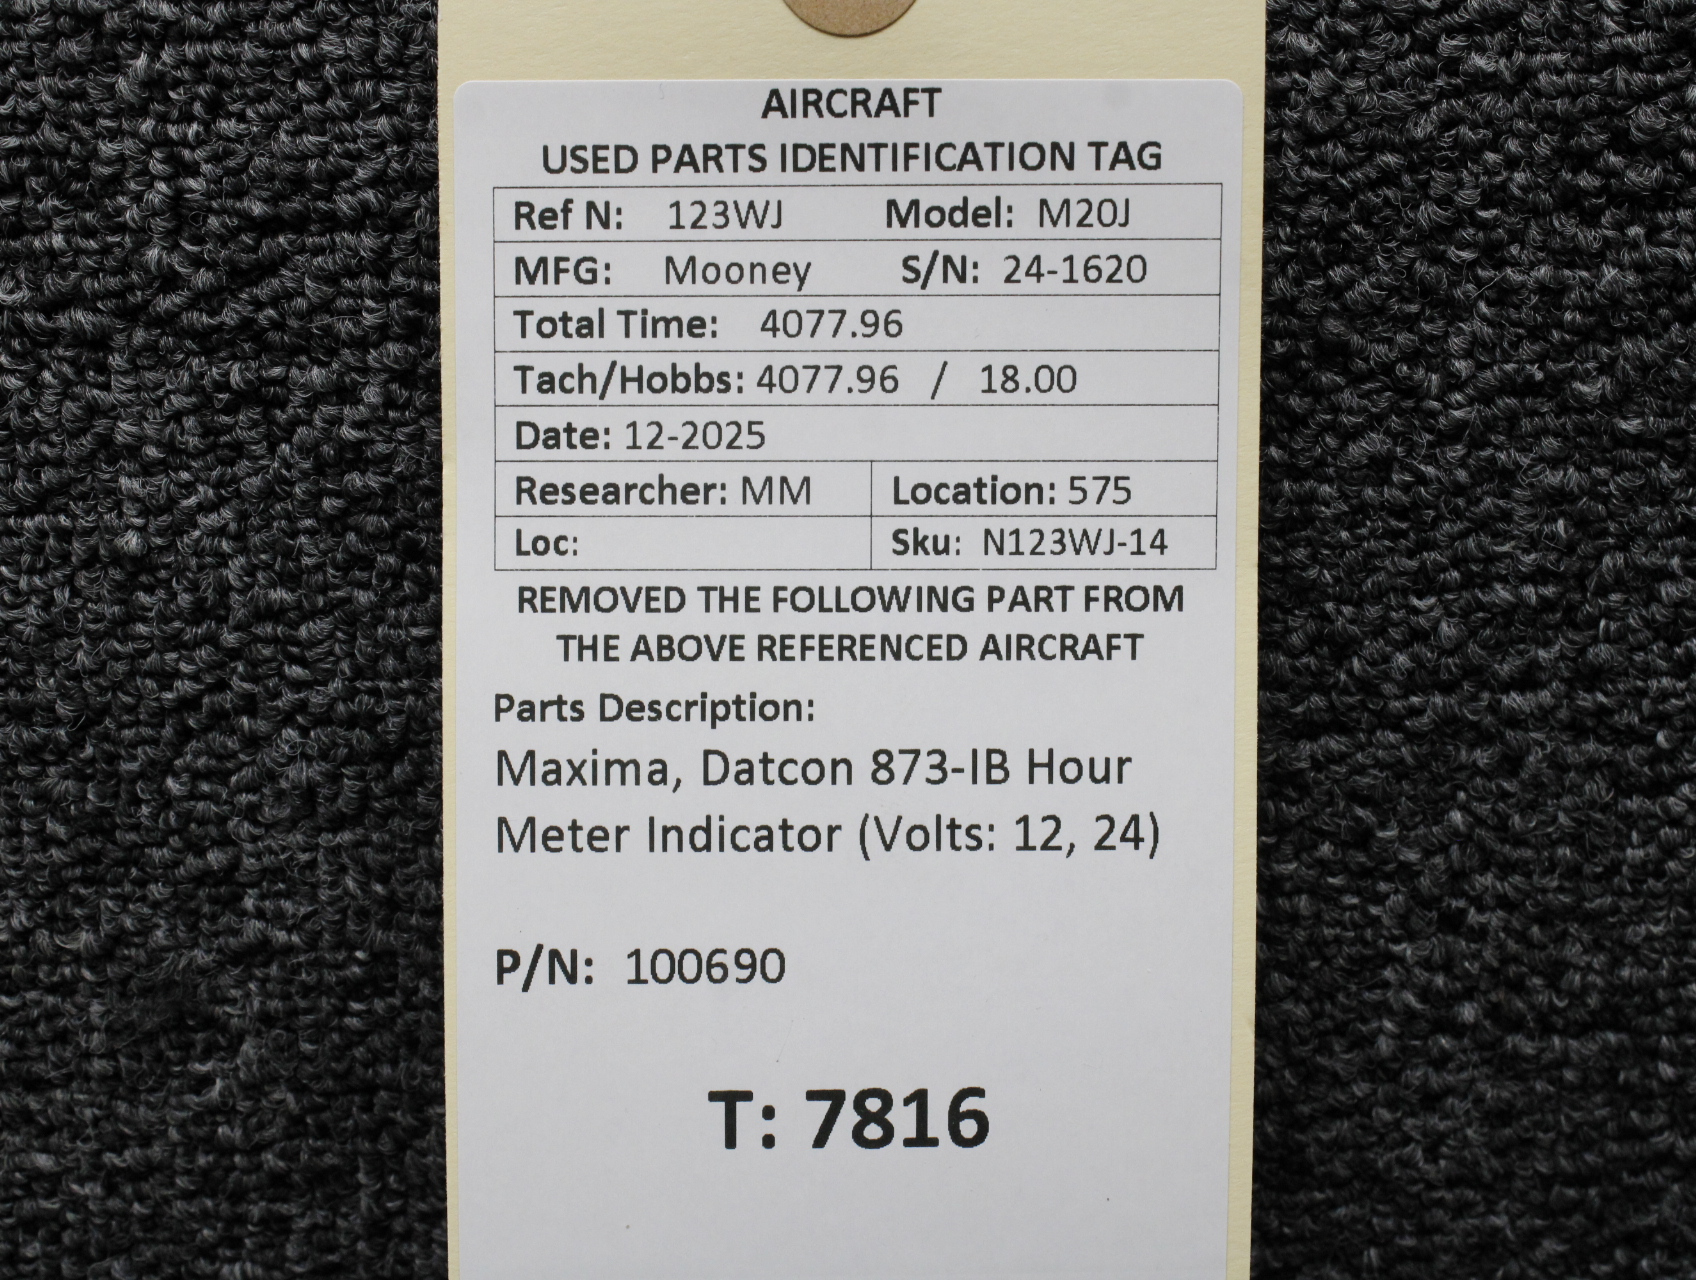 AIRCRAFT
USED PARTS IDENTIFICATION TAG
Ref N: 123WJ Model: M20J
MFG: Mooney S/N: 24-1620
Total Time: 4077.96
Tach/Hobbs: 4077.96 / 18.00
Date: 12-2025
Researcher: MM Location: 575
Loc: Sku: N123WJ-14
REMOVED THE FOLLOWING PART FROM
THE ABOVE REFERENCED AIRCRAFT
Parts Description:
Maxima, Datcon 873-IB Hour
Meter Indicator (Volts: 12, 24)
P/N: 100690
T: 7816